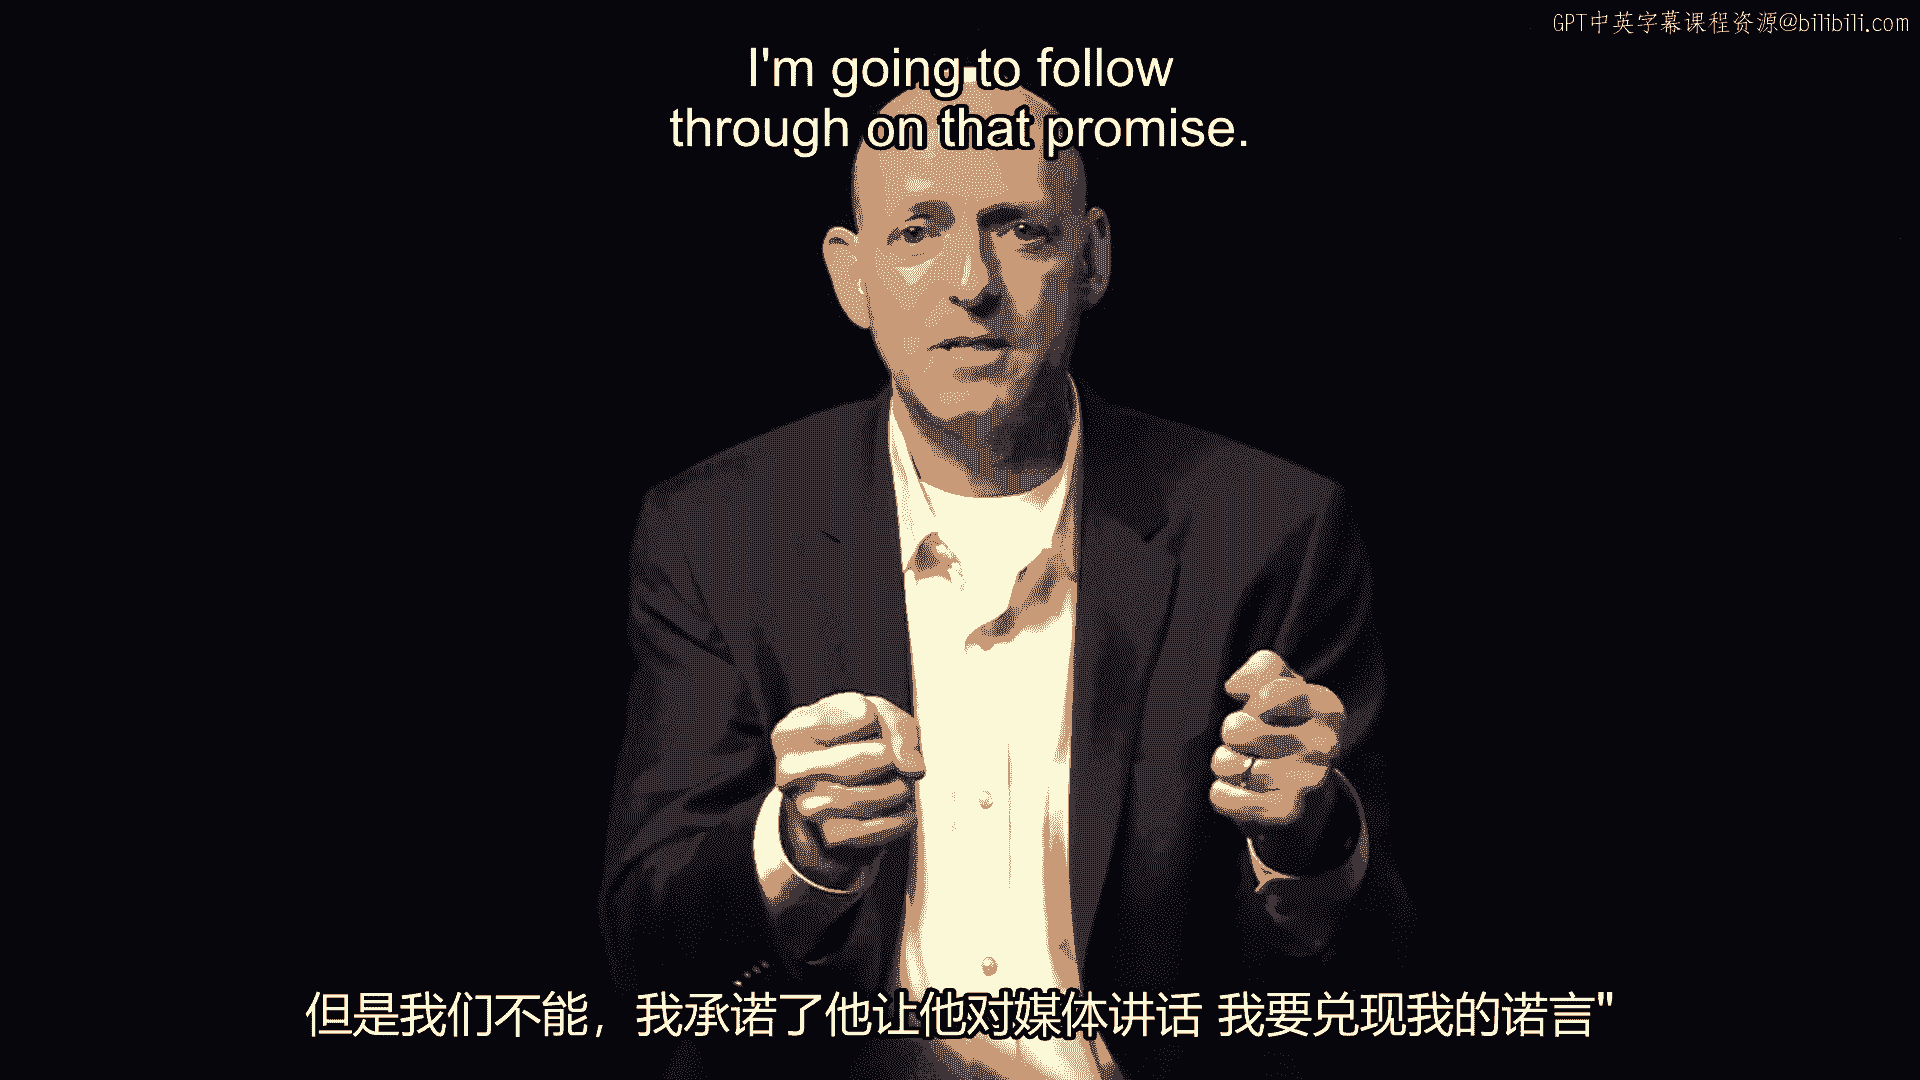 GPT中英字幕课程资源@bilibili.com
I'm going to follow
through on that promise.
但是我们不能，我承诺了他让他对媒体讲话 我要兑现我的诺言"